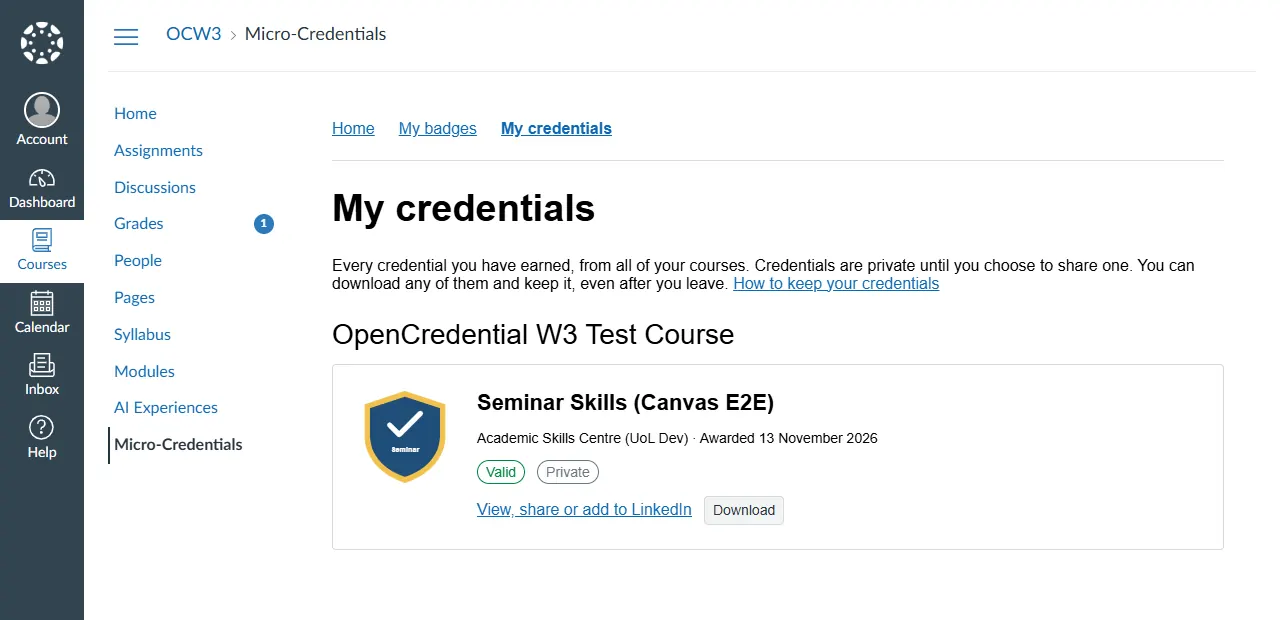 OCW3 > Micro-Credentials
Account
Dashboard
Courses
Calendar
Inbox
Help
Home
Assignments
Discussions
Grades 1
People
Pages
Syllabus
Modules
AI Experiences
Micro-Credentials
Home My badges My credentials
My credentials
Every credential you have earned, from all of your courses. Credentials are private until you choose to share one. You can
download any of them and keep it, even after you leave. How to keep your credentials
OpenCredential W3 Test Course
Seminar
Seminar Skills (Canvas E2E)
Academic Skills Centre (UoL Dev) · Awarded 13 November 2026
Valid Private
View, share or add to LinkedIn Download